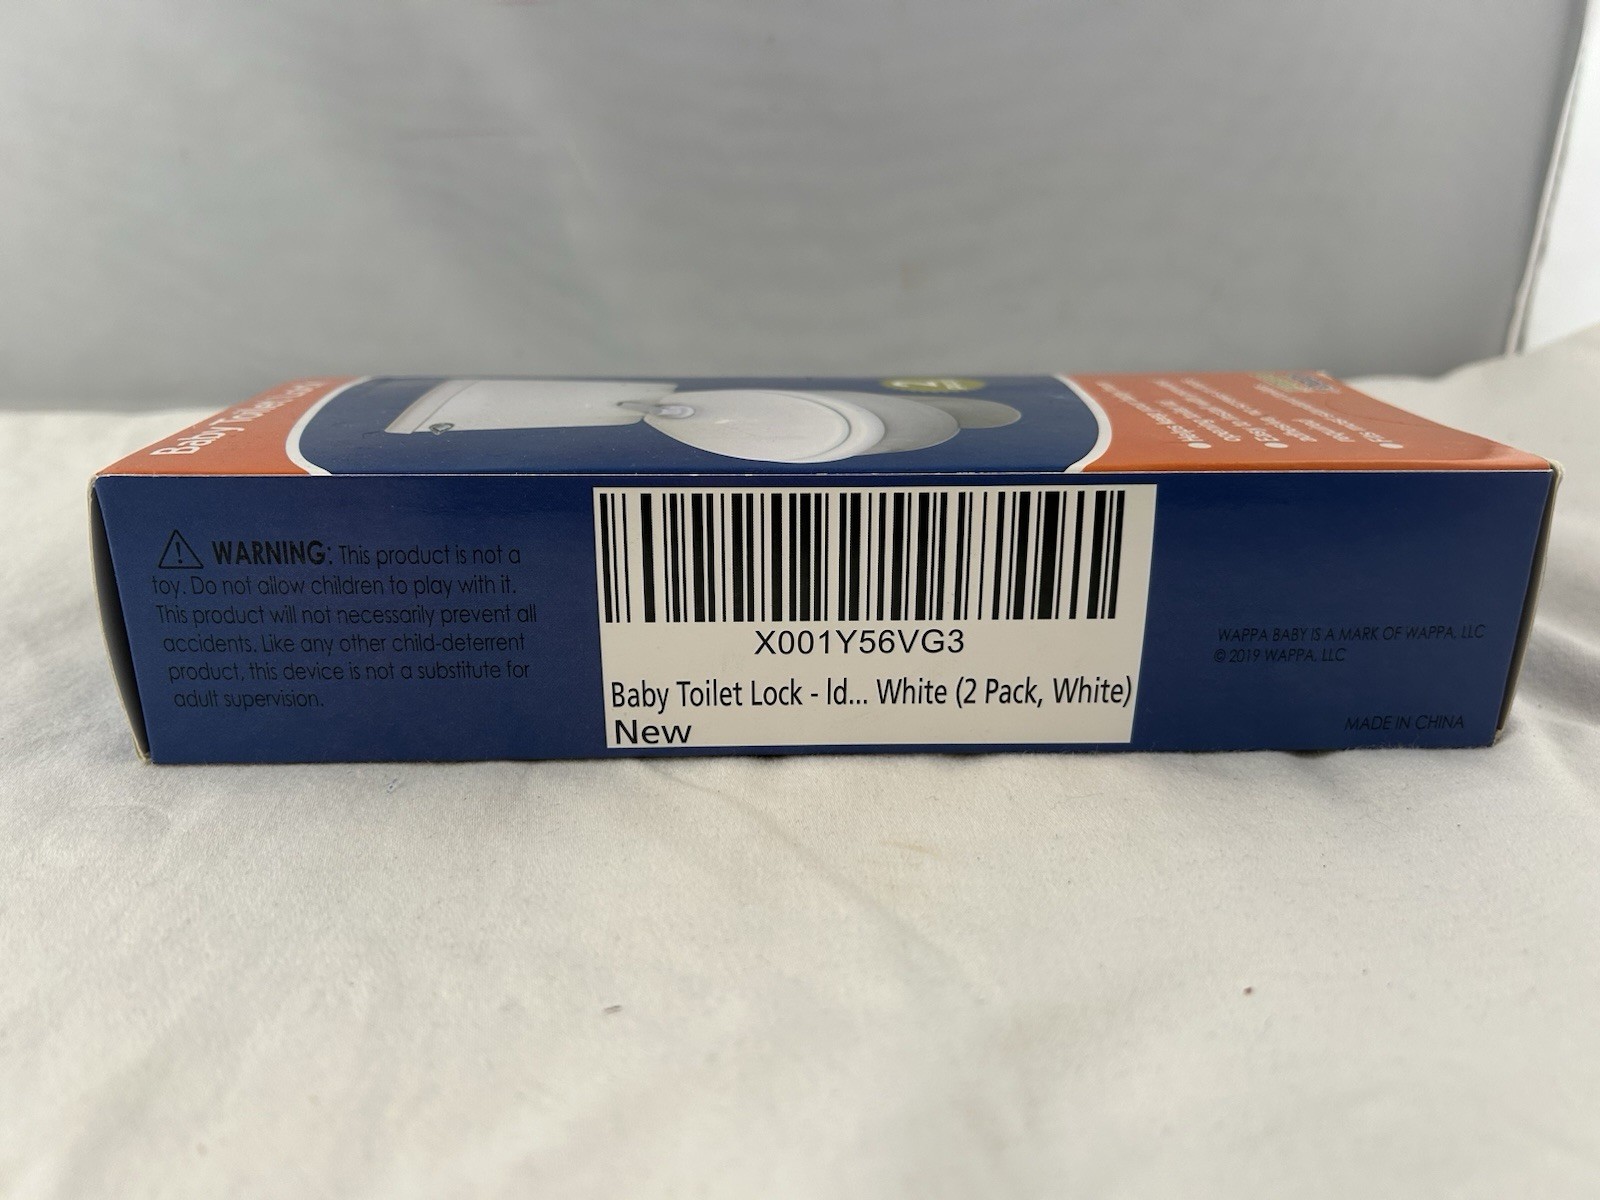 Baby Toilet Lock
WARNING: This product is not a
toy. Do not allow children to play with it.
This product will not necessarily prevent all
accidents. Like any other child-deterrent
product, this device is not a substitute for
adult supervision.
X001Y56VG3
Baby Toilet Lock - Id... White (2 Pack, White)
New
WAPPA BABY IS A MARK OF WAPPA, LLC
© 2019 WAPPA, LLC
MADE IN CHINA